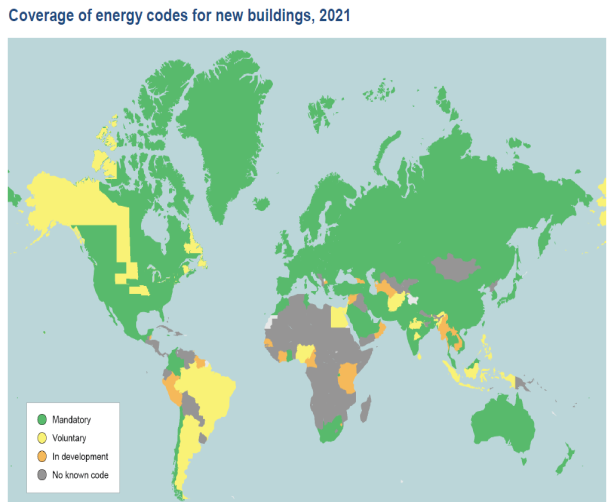 Coverage of energy codes for new buildings, 2021
Mandatory
Voluntary
In development
No known code